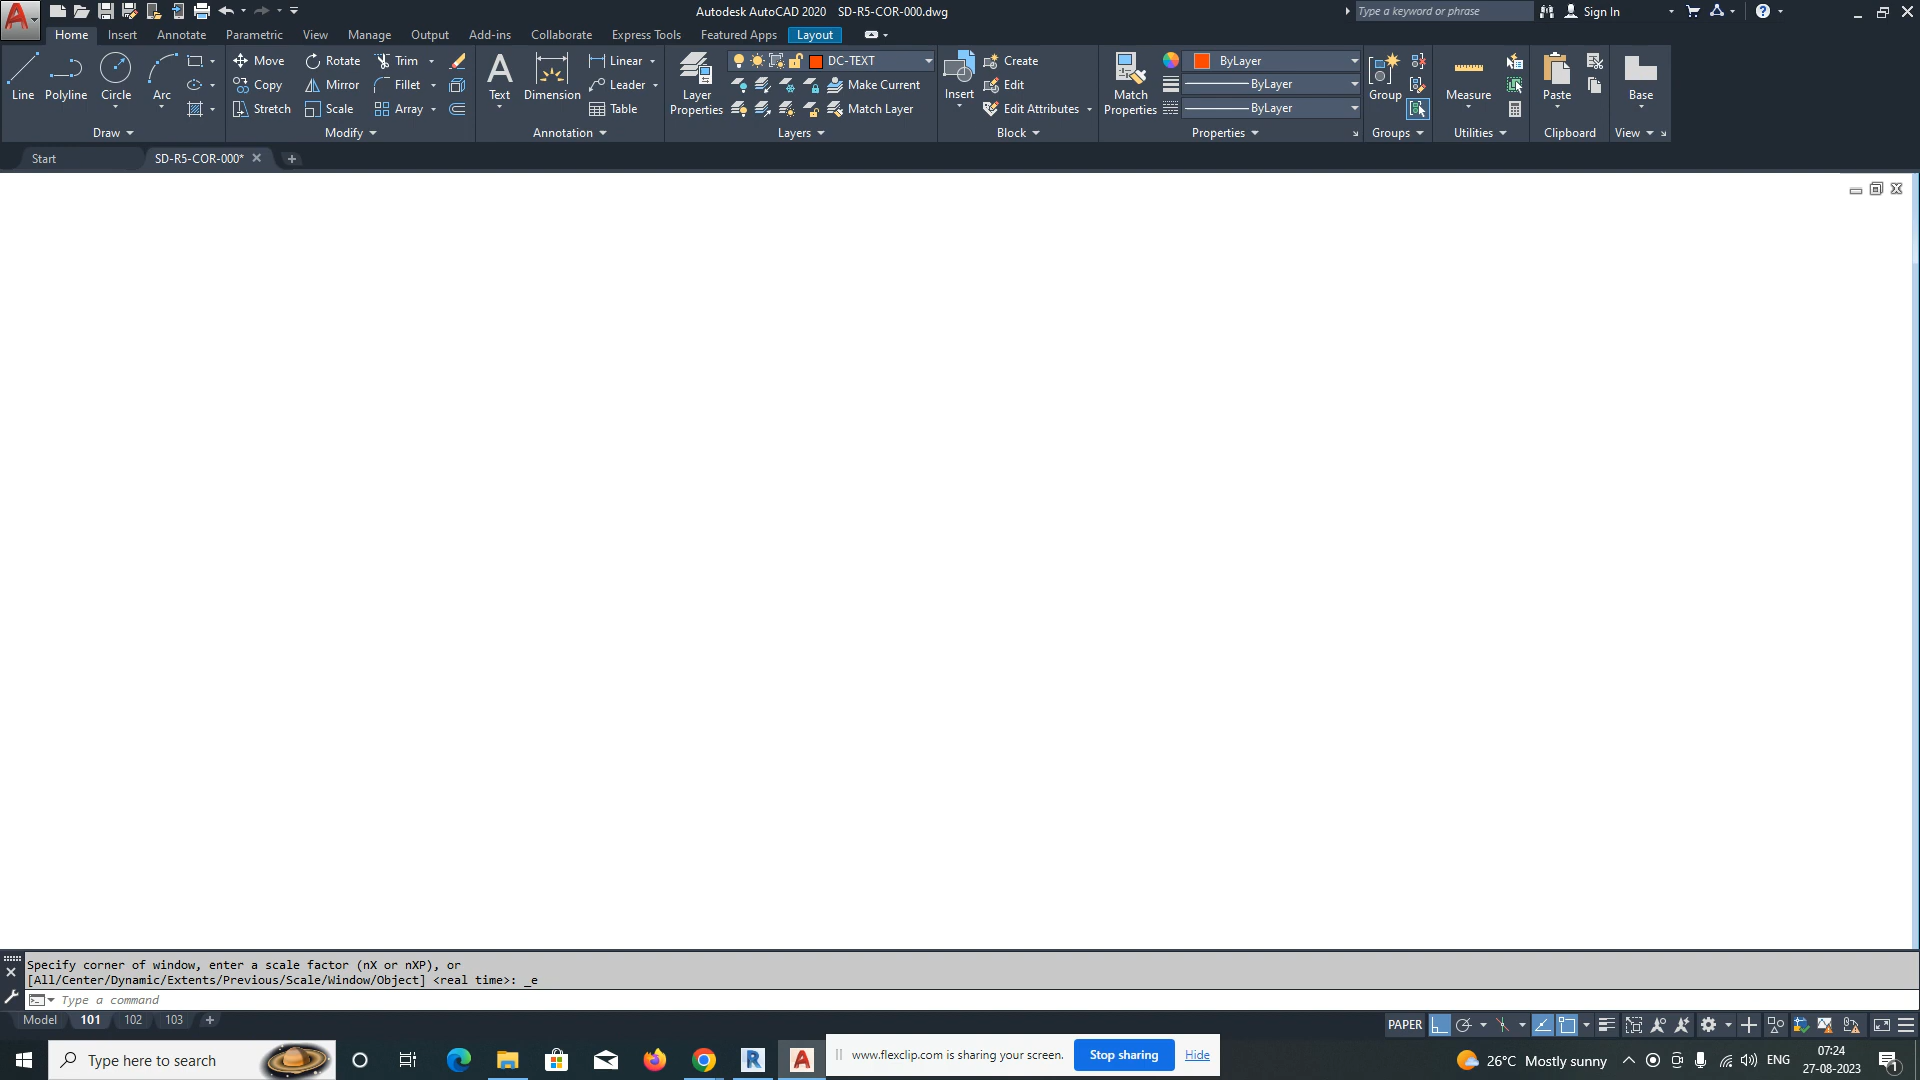 Autodesk AutoCAD 2020 SD-R5-COR-000.dwg
Type a keyword or phrase
Sign In
Home Insert Annotate Parametric View Manage Output Add-ins Collaborate Express Tools Featured Apps Layout
Line Polyline Circle Arc
Draw
Move Rotate Trim
Copy Mirror Fillet
Stretch Scale Array
Modify
Text Dimension
Linear
Leader
Table
Annotation
Layer Properties
DC-TEXT
Make Current
Match Layer
Layers
Insert
Create
Edit
Edit Attributes
Block
Match Properties
ByLayer
ByLayer
ByLayer
Properties
Group
Groups
Measure
Utilities
Paste
Clipboard
Base
View
Start SD-R5-COR-000*
Specify corner of window, enter a scale factor (nX or nXP), or
[All/Center/Dynamic/Extents/Previous/Scale/Window/Object] <real time>: _e
Type a command
Model 101 102 103
PAPER
Type here to search
www.flexclip.com is sharing your screen. Stop sharing Hide
26°C Mostly sunny
ENG
07:24
27-08-2023
1